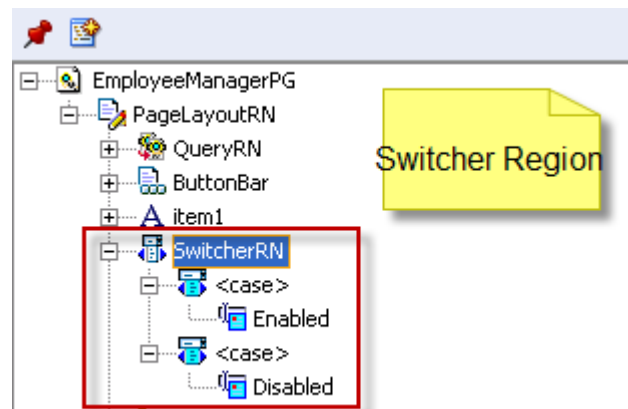 EmployeeManagerPG
PageLayoutRN
QueryRN
ButtonBar
item1
SwitcherRN
<case>
Enabled
<case>
Disabled
Switcher Region